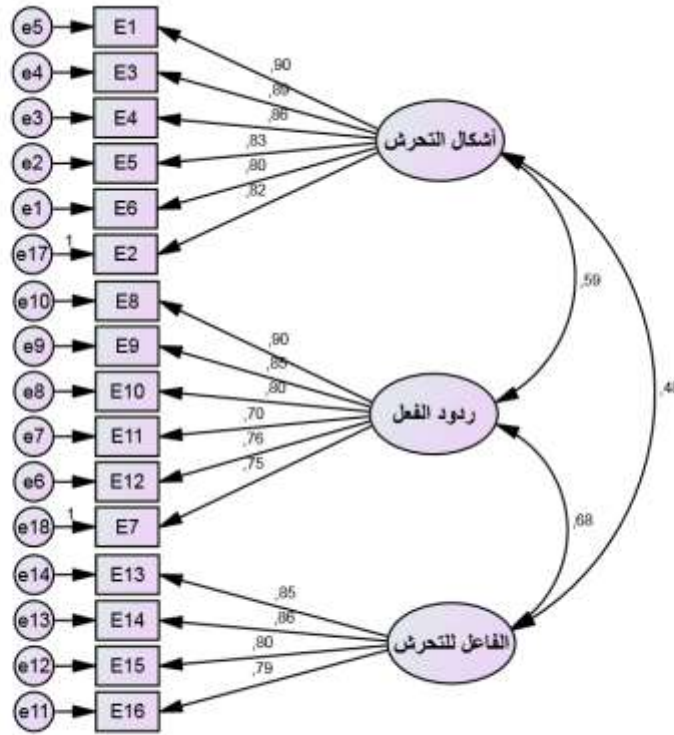 e5 E1
,90
e4 E3
,89
e3 E4
,86
أشكال التحرش
e2 E5
,83
e1 E6
,80
e17 1 E2
,82
,59
e10 E8
,90
e9 E9
,85
e8 E10
,80
ردود الفعل
e7 E11
,70
e6 E12
,76
e18 1 E7
,75
,68
e14 E13
,85
e13 E14
,86
الفاعل للتحرش
e12 E15
,80
e11 E16
,79